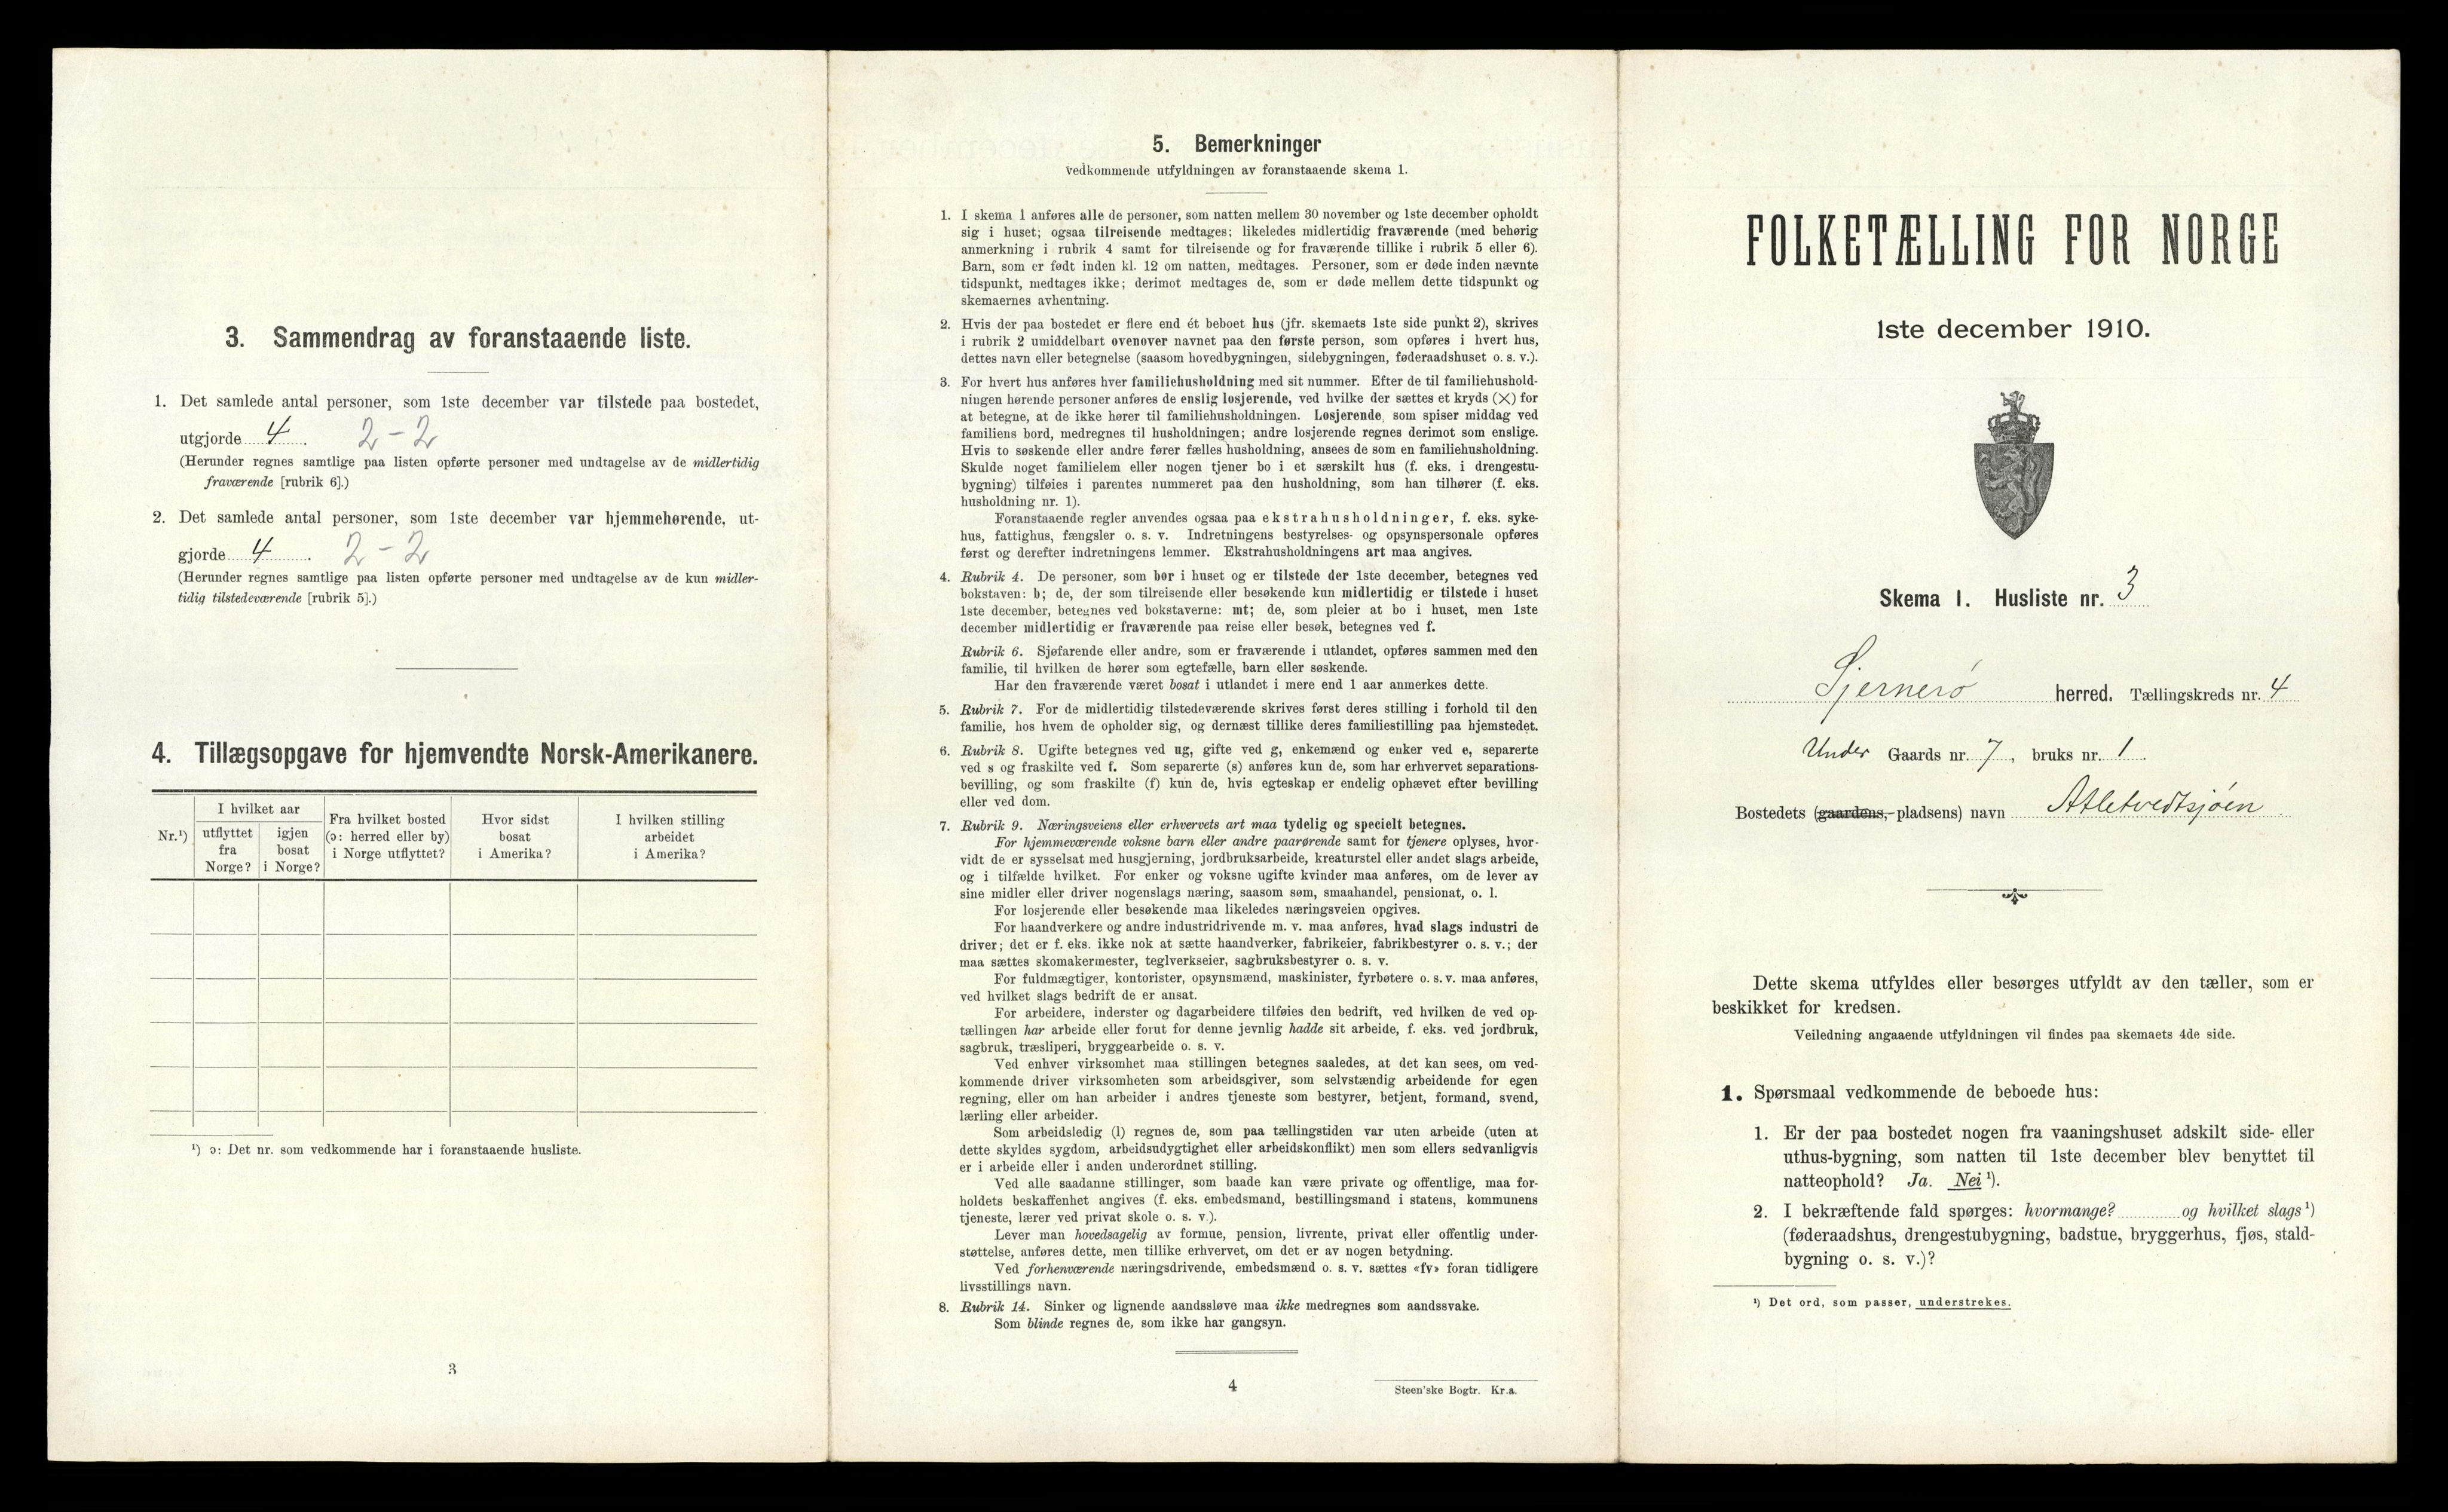 3. Sammendrag av foranstaaende liste.
1. Det samlede antal personer, som 1ste december var tilstede paa bostedet,
utgjorde 4. 2-2
(Herunder regnes samtlige paa listen opførte personer med undtagelse av de midlertidig
fraværende [rubrik 6].)
2. Det samlede antal personer, som 1ste december var hjemmehørende, ut-
gjorde 4. 2-2
(Herunder regnes samtlige paa listen opførte personer med undtagelse av de kun midler-
tidig tilstedeværende [rubrik 5].)
4. Tillægsopgave for hjemvendte Norsk-Amerikanere.
Nr.¹)
I hvilket aar
utflyttet
fra
Norge?
igjen
bosat
i Norge?
Fra hvilket bosted
(ɔ: herred eller by)
i Norge utflyttet?
Hvor sidst
bosat
i Amerika?
I hvilken stilling
arbeidet
i Amerika?
¹) ɔ: Det nr. som vedkommende har i foranstaaende husliste.
3
5. Bemerkninger
vedkommende utfyldningen av foranstaaende skema 1.
1. I skema 1 anføres alle de personer, som natten mellem 30 november og 1ste december opholdt
sig i huset; ogsaa tilreisende medtages; likeledes midlertidig fraværende (med behørig
anmerkning i rubrik 4 samt for tilreisende og for fraværende tillike i rubrik 5 eller 6).
Barn, som er født inden kl. 12 om natten, medtages. Personer, som er døde inden nævnte
tidspunkt, medtages ikke; derimot medtages de, som er døde mellem dette tidspunkt og
skemaernes avhentning.
2. Hvis der paa bostedet er flere end ét beboet hus (jfr. skemaets 1ste side punkt 2), skrives
i rubrik 2 umiddelbart ovenover navnet paa den første person, som opføres i hvert hus,
dettes navn eller betegnelse (saasom hovedbygningen, sidebygningen, føderaadshuset o. s. v.).
3. For hvert hus anføres hver familiehusholdning med sit nummer. Efter de til familiehushold-
ningen hørende personer anføres de enslig losjerende, ved hvilke der sættes et kryds (×) for
at betegne, at de ikke hører til familiehusholdningen. Losjerende, som spiser middag ved
familiens bord, medregnes til husholdningen; andre losjerende regnes derimot som enslige.
Hvis to søskende eller andre fører fælles husholdning, ansees de som en familiehusholdning.
Skulde noget familielem eller nogen tjener bo i et særskilt hus (f. eks. i drengestu-
bygning) tilføies i parentes nummeret paa den husholdning, som han tilhører (f. eks.
husholdning nr. 1).
Foranstaaende regler anvendes ogsaa paa ekstrahusholdninger, f. eks. syke-
hus, fattighus, fængsler o. s. v. Indretningens bestyrelses- og opsynspersonale opføres
først og derefter indretningens lemmer. Ekstrahusholdningens art maa angives.
4. Rubrik 4. De personer, som bor i huset og er tilstede der 1ste december, betegnes ved
bokstaven: b; de, der som tilreisende eller besøkende kun midlertidig er tilstede i huset
1ste december, betegnes ved bokstaverne: mt; de, som pleier at bo i huset, men 1ste
december midlertidig er fraværende paa reise eller besøk, betegnes ved f.
Rubrik 6. Sjøfarende eller andre, som er fraværende i utlandet, opføres sammen med den
familie, til hvilken de hører som egtefælle, barn eller søskende.
Har den fraværende været bosat i utlandet i mere end 1 aar anmerkes dette.
5. Rubrik 7. For de midlertidig tilstedeværende skrives først deres stilling i forhold til den
familie, hos hvem de opholder sig, og dernæst tillike deres familiestilling paa hjemstedet.
6. Rubrik 8. Ugifte betegnes ved ug, gifte ved g, enkemænd og enker ved e, separerte
ved s og fraskilte ved f. Som separerte (s) anføres kun de, som har erhvervet separations-
bevilling, og som fraskilte (f) kun de, hvis egteskap er endelig ophævet efter bevilling
eller ved dom.
7. Rubrik 9. Næringsveiens eller erhvervets art maa tydelig og specielt betegnes.
For hjemmeværende voksne barn eller andre paarørende samt for tjenere oplyses, hvor-
vidt de er sysselsat med husgjerning, jordbruksarbeide, kreaturstel eller andet slags arbeide,
og i tilfælde hvilket. For enker og voksne ugifte kvinder maa anføres, om de lever av
sine midler eller driver nogenslags næring, saasom søm, smaahandel, pensionat, o. l.
For losjerende eller besøkende maa likeledes næringsveien opgives.
For haandverkere og andre industridrivende m. v. maa anføres, hvad slags industri de
driver; det er f. eks. ikke nok at sætte haandverker, fabrikeier, fabrikbestyrer o. s. v.; der
maa sættes skomakermester, teglverkseier, sagbruksbestyrer o. s. v.
For fuldmægtiger, kontorister, opsynsmænd, maskinister, fyrbøtere o. s. v. maa anføres,
ved hvilket slags bedrift de er ansat.
For arbeidere, inderster og dagarbeidere tilføies den bedrift, ved hvilken de ved op-
tællingen har arbeide eller forut for denne jevnlig hadde sit arbeide, f. eks. ved jordbruk,
sagbruk, træsliperi, bryggearbeide o. s. v.
Ved enhver virksomhet maa stillingen betegnes saaledes, at det kan sees, om ved-
kommende driver virksomheten som arbeidsgiver, som selvstændig arbeidende for egen
regning, eller om han arbeider i andres tjeneste som bestyrer, betjent, formand, svend,
lærling eller arbeider.
Som arbeidsledig (l) regnes de, som paa tællingstiden var uten arbeide (uten at
dette skyldes sygdom, arbeidsudygtighet eller arbeidskonflikt) men som ellers sedvanligvis
er i arbeide eller i anden underordnet stilling.
Ved alle saadanne stillinger, som baade kan være private og offentlige, maa for-
holdets beskaffenhet angives (f. eks. embedsmand, bestillingsmand i statens, kommunens
tjeneste, lærer ved privat skole o. s. v.).
Lever man hovedsagelig av formue, pension, livrente, privat eller offentlig under-
støttelse, anføres dette, men tillike erhvervet, om det er av nogen betydning.
Ved forhenværende næringsdrivende, embedsmænd o. s. v. sættes «fv» foran tidligere
livsstillings navn.
8. Rubrik 14. Sinker og lignende aandssløve maa ikke medregnes som aandssvake.
Som blinde regnes de, som ikke har gangsyn.
4
Steen'ske Bogtr. Kr.a.
FOLKETÆLLING FOR NORGE
1ste december 1910.
Skema 1. Husliste nr. 3
Sjernerø herred. Tællingskreds nr. 4
Under Gaards nr. 7, bruks nr. 1.
Bostedets (gaardens,- pladsens) navn Atletvedtsjøen
Dette skema utfyldes eller besørges utfyldt av den tæller, som er
beskikket for kredsen.
Veiledning angaaende utfyldningen vil findes paa skemaets 4de side.
1. Spørsmaal vedkommende de beboede hus:
1. Er der paa bostedet nogen fra vaaningshuset adskilt side- eller
uthus-bygning, som natten til 1ste december blev benyttet til
natteophold? Ja. Nei ¹).
2. I bekræftende fald spørges: hvormange? og hvilket slags ¹)
(føderaadshus, drengestubygning, badstue, bryggerhus, fjøs, stald-
bygning o. s. v.)?
¹) Det ord, som passer, understrekes.